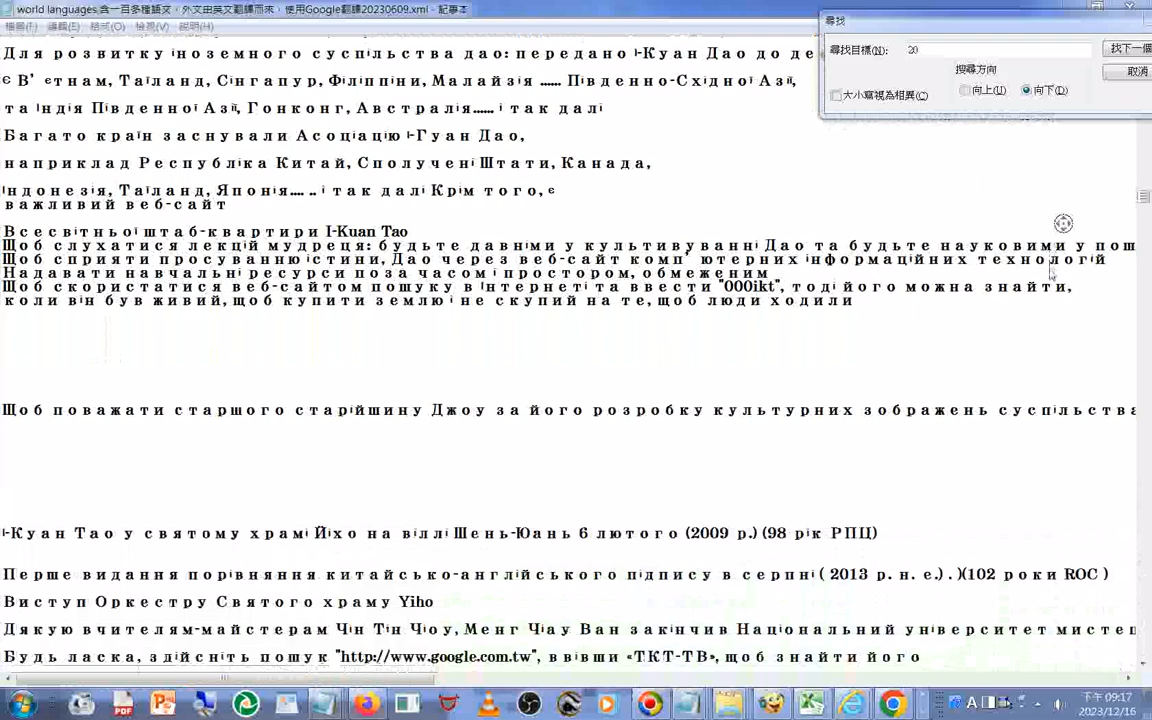 world languages 含一百多種語文，外文由英文翻譯而來，使用Google翻譯20230609.xml - 記事本
檔案(F) 編輯(E) 格式(O) 檢視(V) 說明(H)
尋找
尋找目標(N): 20
找下一個
搜尋方向
取消
大小寫視為相異(C)
向上(U) 向下(D)
Для розвитку іноземного суспільства дао: передано І-Куан Дао до де
є В’єтнам, Таїланд, Сінгапур, Філіппіни, Малайзія ...... Південно-Східної Азії,
та Індія Південної Азії, Гонконг, Австралія...... і так далі
Багато країн заснували Асоціацію І-Гуан Дао,
наприклад Республіка Китай, Сполучені Штати, Канада,
Індонезія, Таїланд, Японія.... .. і так далі Крім того, є
важливий веб-сайт
Всесвітньої штаб-квартири I-Kuan Tao
Щоб слухатися лекцій мудреця: будьте давніми у культивуванні Дао та будьте науковими у пош
Щоб сприяти просуванню істини, Дао через веб-сайт комп’ютерних інформаційних технологій
Надавати навчальні ресурси поза часом і простором, обмеженим
Щоб скористатися веб-сайтом пошуку в Інтернеті та ввести "000ikt", тоді його можна знайти,
коли він був живий, щоб купити землю і не скупий на те, щоб люди ходили
Щоб поважати старшого старійшину Джоу за його розробку культурних зображень суспільства
І-Куан Тао у святому храмі Йіхо на віллі Шень-Юань 6 лютого (2009 р.) (98 рік РПЦ)
Перше видання порівняння китайсько-англійського підпису в серпні ( 2013 р. н. е.) . )(102 роки ROC )
Виступ Оркестру Святого храму Yiho
Дякую вчителям-майстерам Чін Тін Чіоу, Менг Чіау Ван закінчив Національний університет мистец
Будь ласка, здійсніть пошук "http://www.google.com.tw", ввівши «ТКТ-ТВ», щоб знайти його
下午 09:17
2023/12/16